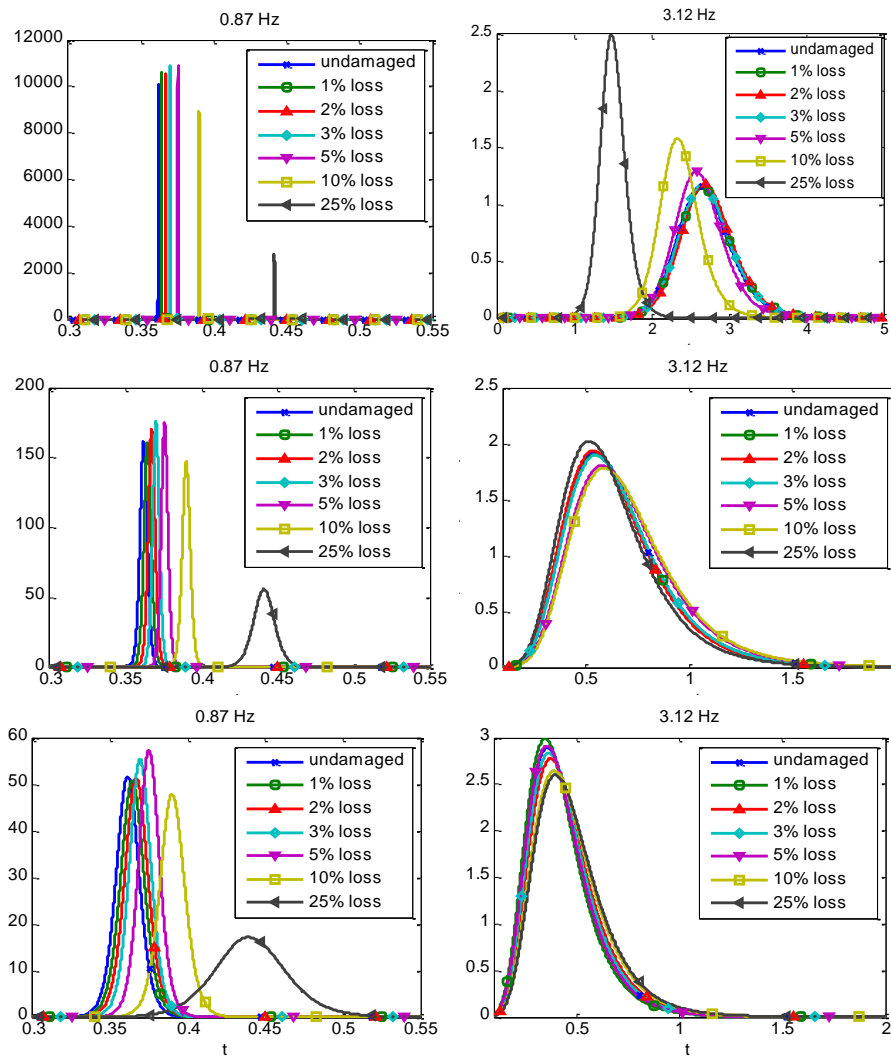 0.87 Hz
12000
10000
8000
6000
4000
2000
0
0.3 0.35 0.4 0.45 0.5 0.55
undamaged
1% loss
2% loss
3% loss
5% loss
10% loss
25% loss
3.12 Hz
2.5
2
1.5
1
0.5
0
0 1 2 3 4 5
undamaged
1% loss
2% loss
3% loss
5% loss
10% loss
25% loss
0.87 Hz
200
150
100
50
0
0.3 0.35 0.4 0.45 0.5 0.55
undamaged
1% loss
2% loss
3% loss
5% loss
10% loss
25% loss
3.12 Hz
2.5
2
1.5
1
0.5
0
0.5 1 1.5
undamaged
1% loss
2% loss
3% loss
5% loss
10% loss
25% loss
0.87 Hz
60
50
40
30
20
10
0
0.3 0.35 0.4 0.45 0.5 0.55
t
undamaged
1% loss
2% loss
3% loss
5% loss
10% loss
25% loss
3.12 Hz
3
2.5
2
1.5
1
0.5
0
0.5 1 1.5 2
t
undamaged
1% loss
2% loss
3% loss
5% loss
10% loss
25% loss